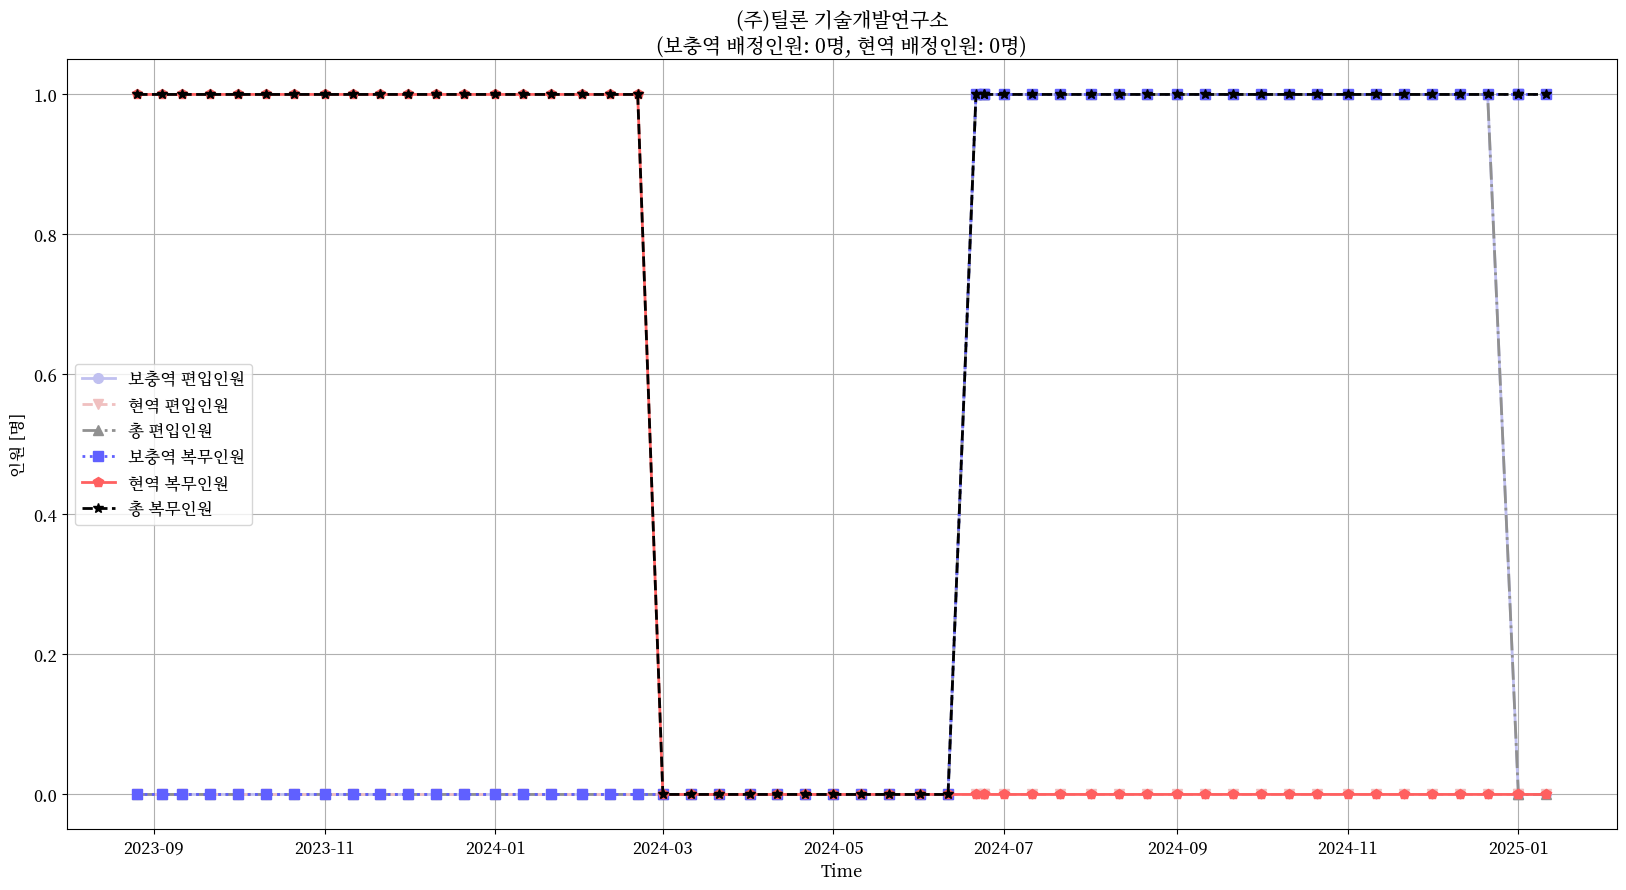 (주)틸론 기술개발연구소
(보충역 배정인원: 0명, 현역 배정인원: 0명)
1.0
0.8
0.6
0.4
0.2
0.0
인원 [명]
보충역 편입인원
현역 편입인원
총 편입인원
보충역 복무인원
현역 복무인원
총 복무인원
2023-09 2023-11 2024-01 2024-03 2024-05 2024-07 2024-09 2024-11 2025-01
Time